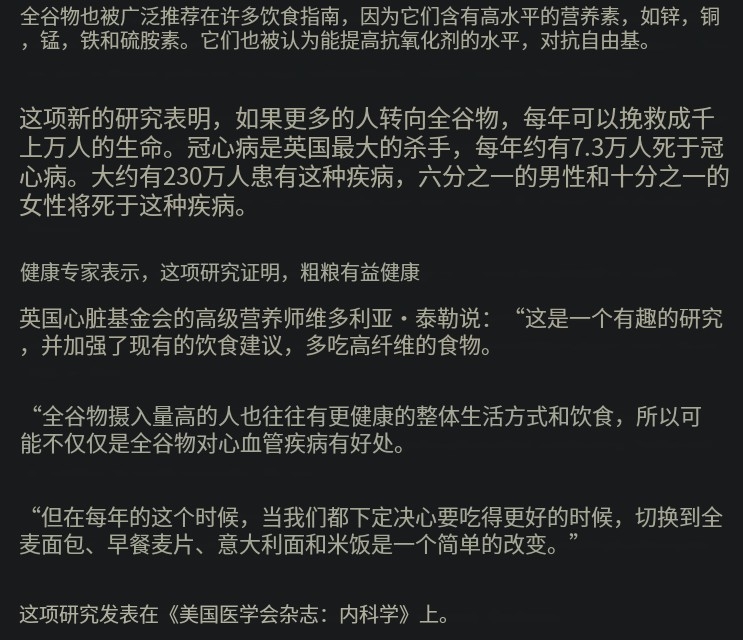 全谷物也被广泛推荐在许多饮食指南，因为它们含有高水平的营养素，如锌，铜
，锰，铁和硫胺素。它们也被认为能提高抗氧化剂的水平，对抗自由基。
这项新的研究表明，如果更多的人转向全谷物，每年可以挽救成千
上万人的生命。冠心病是英国最大的杀手，每年约有7.3万人死于冠
心病。大约有230万人患有这种疾病，六分之一的男性和十分之一的
女性将死于这种疾病。
健康专家表示，这项研究证明，粗粮有益健康
英国心脏基金会的高级营养师维多利亚·泰勒说：“这是一个有趣的研究
，并加强了现有的饮食建议，多吃高纤维的食物。
“全谷物摄入量高的人也往往有更健康的整体生活方式和饮食，所以可
能不仅仅是全谷物对心血管疾病有好处。
“但在每年的这个时候，当我们都下定决心要吃得更好的时候，切换到全
麦面包、早餐麦片、意大利面和米饭是一个简单的改变。”
这项研究发表在《美国医学会杂志：内科学》上。